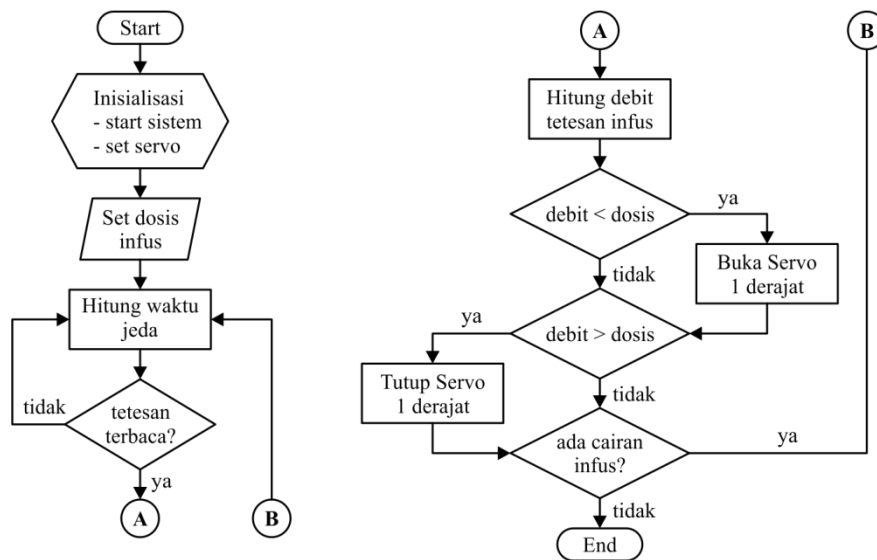 Start
Inisialisasi
- start sistem
- set servo
Set dosis
infus
Hitung waktu
jeda
tidak
tetesan
terbaca?
ya
A
B
A
B
Hitung debit
tetesan infus
debit < dosis
ya
tidak
Buka Servo
1 derajat
debit > dosis
ya
Tutup Servo
1 derajat
tidak
ada cairan
infus?
ya
tidak
End